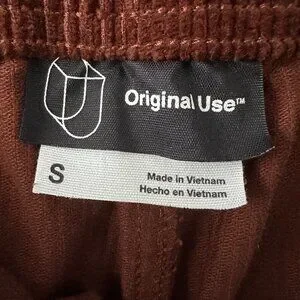 Original Use™
S
Made in Vietnam
Hecho en Vietnam